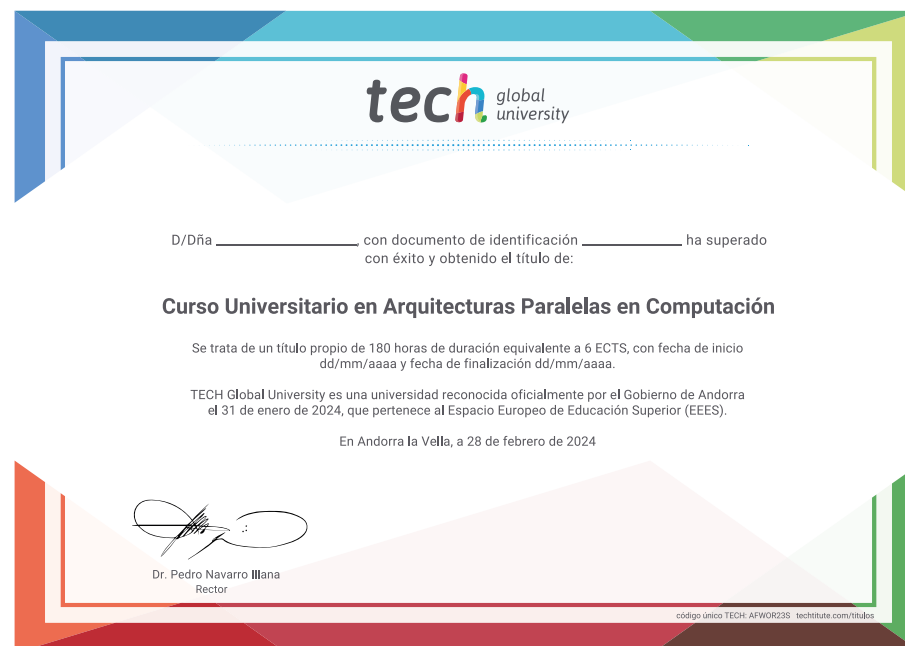 tech global university
D/Dña ____________, con documento de identificación ____________ ha superado
con éxito y obtenido el título de:
Curso Universitario en Arquitecturas Paralelas en Computación
Se trata de un título propio de 180 horas de duración equivalente a 6 ECTS, con fecha de inicio
dd/mm/aaaa y fecha de finalización dd/mm/aaaa.
TECH Global University es una universidad reconocida oficialmente por el Gobierno de Andorra
el 31 de enero de 2024, que pertenece al Espacio Europeo de Educación Superior (EEES).
En Andorra la Vella, a 28 de febrero de 2024
Dr. Pedro Navarro Illana
Rector
código único TECH: AFWOR23S techtitute.com/titulos